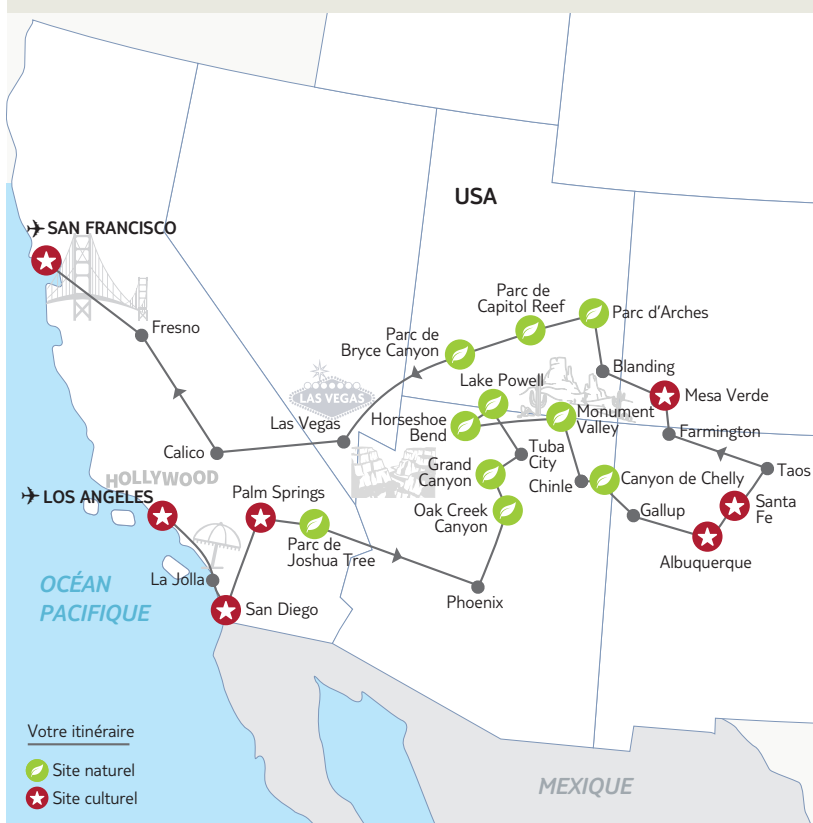 USA
SAN FRANCISCO
Fresno
Parc de
Capitol Reef
Parc d'Arches
Parc de
Bryce Canyon
Blanding
Lake Powell
Mesa Verde
LAS VEGAS
Las Vegas
Horseshoe
Bend
Monument
Valley
Farmington
Calico
Tuba
City
Taos
HOLLYWOOD
Grand
Canyon
Chinle
Canyon de Chelly
LOS ANGELES
Palm Springs
Oak Creek
Canyon
Gallup
Santa
Fe
Parc de
Joshua Tree
Albuquerque
La Jolla
OCÉAN
PACIFIQUE
San Diego
Phoenix
Votre itinéraire
Site naturel
Site culturel
MEXIQUE